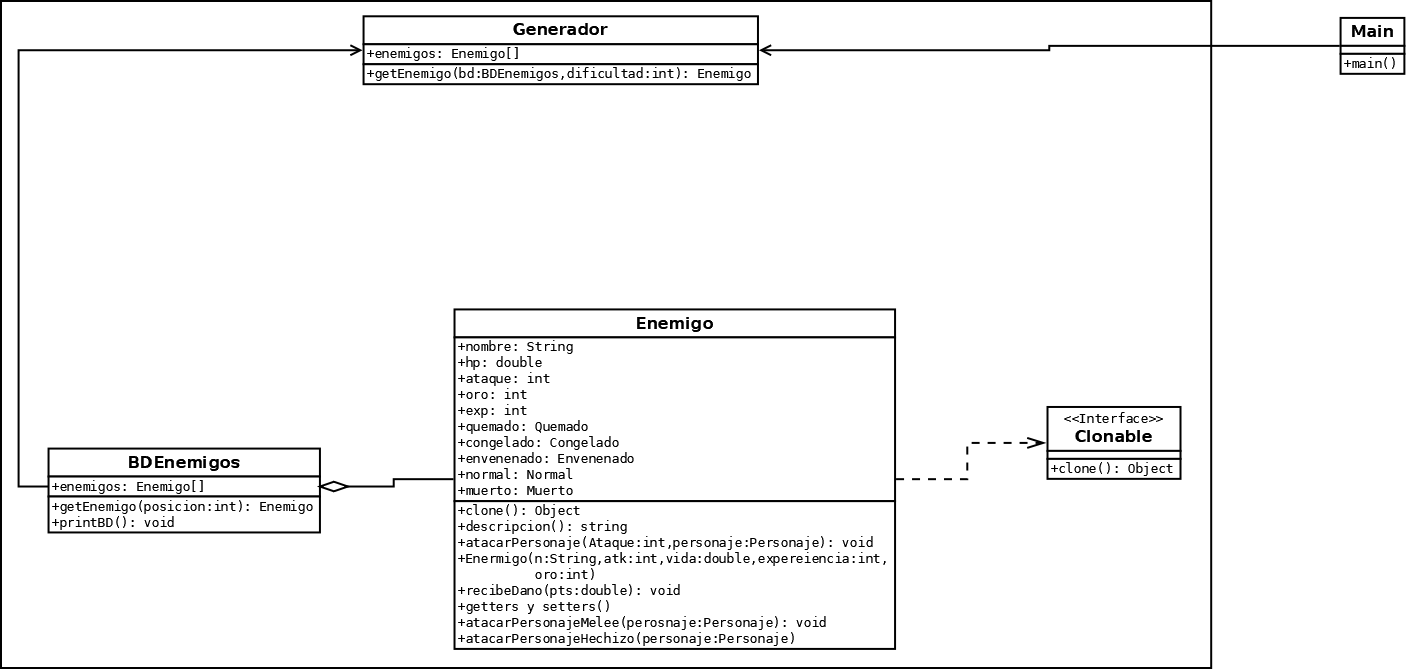 Generador
+enemigos: Enemigo[]
+getEnemigo(bd:BDEnemigos,dificultad:int): Enemigo
Main
+main()
Enemigo
+nombre: String
+hp: double
+ataque: int
+oro: int
+exp: int
+quemado: Quemado
+congelado: Congelado
+envenenado: Envenenado
+normal: Normal
+muerto: Muerto
+clone(): Object
+descripcion(): string
+atacarPersonaje(Ataque:int,personaje:Personaje): void
+Enermigo(n:String,atk:int,vida:double,expereiencia:int,
oro:int)
+recibeDano(pts:double): void
+getters y setters()
+atacarPersonajeMelee(perosnaje:Personaje): void
+atacarPersonajeHechizo(personaje:Personaje)
<<Interface>>
Clonable
+clone(): Object
BDEnemigos
+enemigos: Enemigo[]
+getEnemigo(posicion:int): Enemigo
+printBD(): void